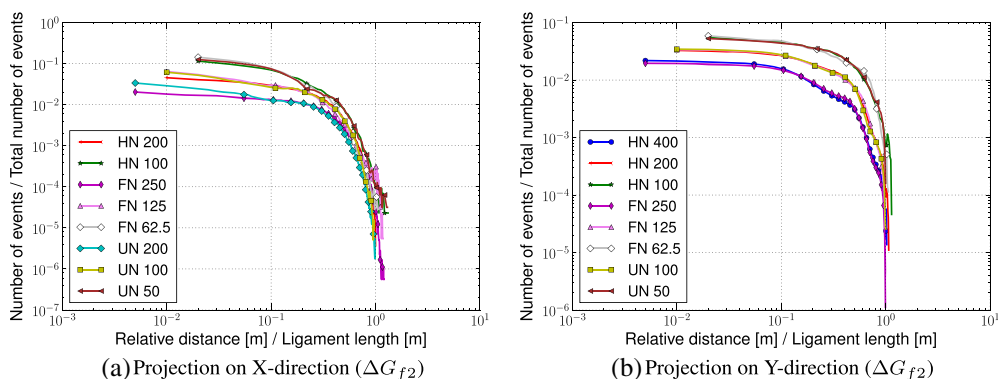 Number of events / Total number of events
10^0
10^-1
10^-2
10^-3
10^-4
10^-5
10^-6
10^-7
HN 200
HN 100
FN 250
FN 125
FN 62.5
UN 200
UN 100
UN 50
10^-3 10^-2 10^-1 10^0 10^1
Relative distance [m] / Ligament length [m]
(a) Projection on X-direction (ΔG_{f2})
Number of events / Total number of events
10^-1
10^-2
10^-3
10^-4
10^-5
10^-6
HN 400
HN 200
HN 100
FN 250
FN 125
FN 62.5
UN 100
UN 50
10^-3 10^-2 10^-1 10^0 10^1
Relative distance [m] / Ligament length [m]
(b) Projection on Y-direction (ΔG_{f2})